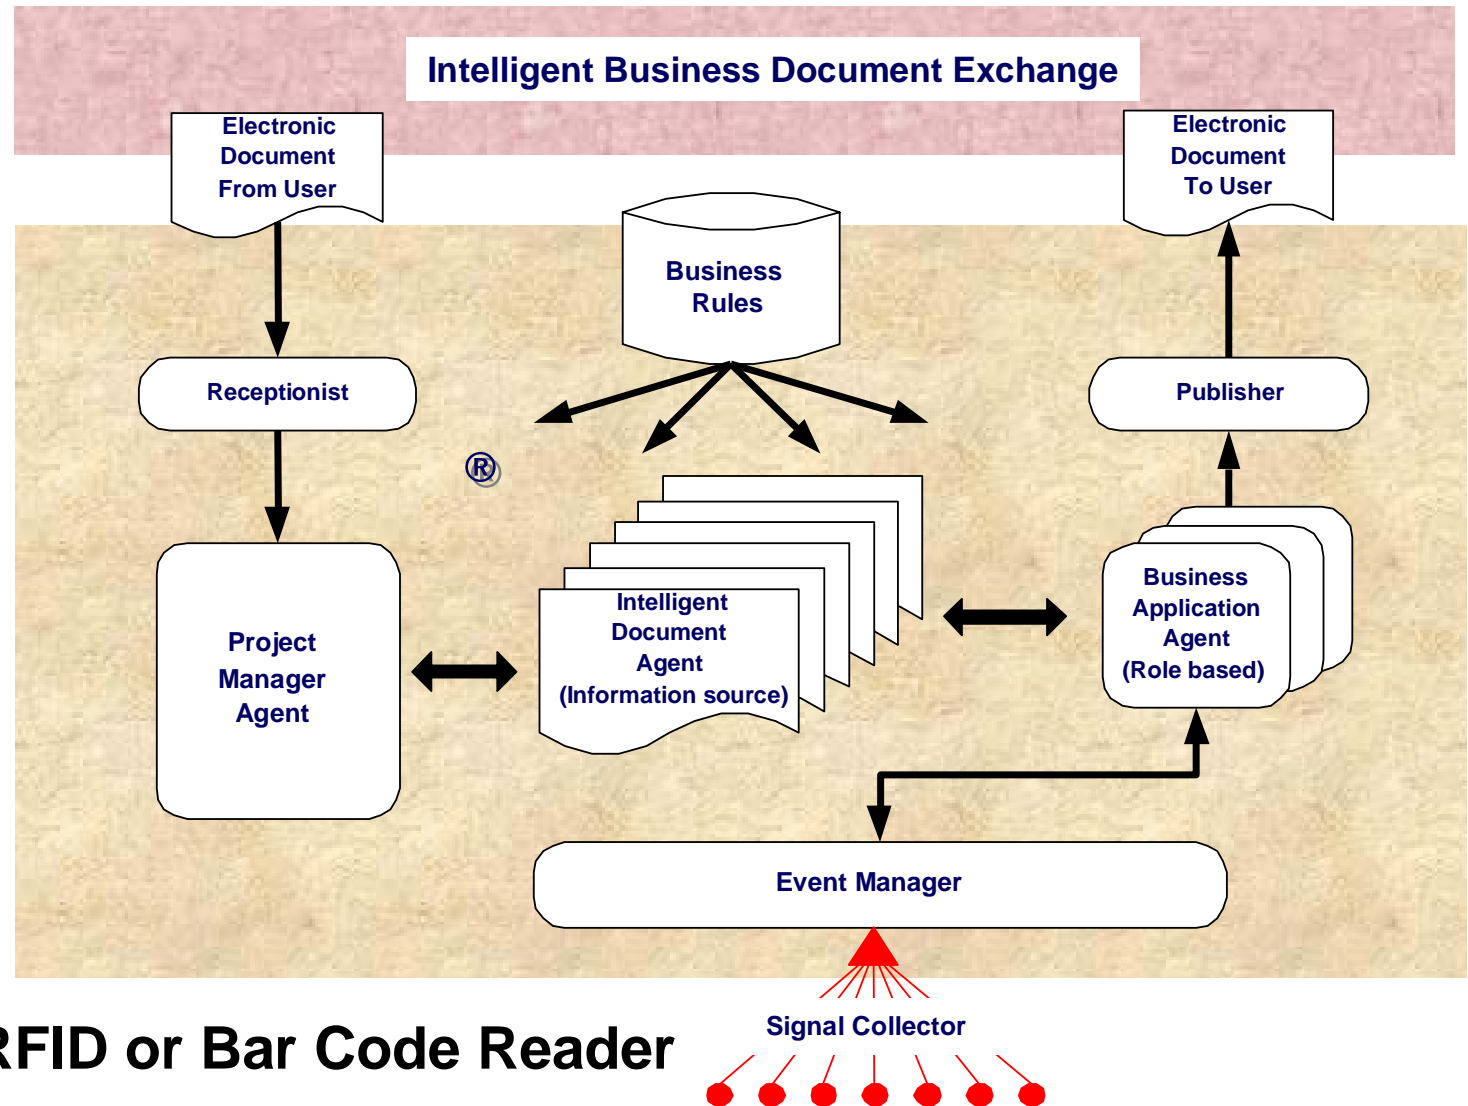 Intelligent Business Document Exchange
Electronic
Document
From User
Electronic
Document
To User
Business
Rules
Receptionist
Publisher
®
Project
Manager
Agent
Intelligent
Document
Agent
(Information source)
Business
Application
Agent
(Role based)
Event Manager
Signal Collector
RFID or Bar Code Reader